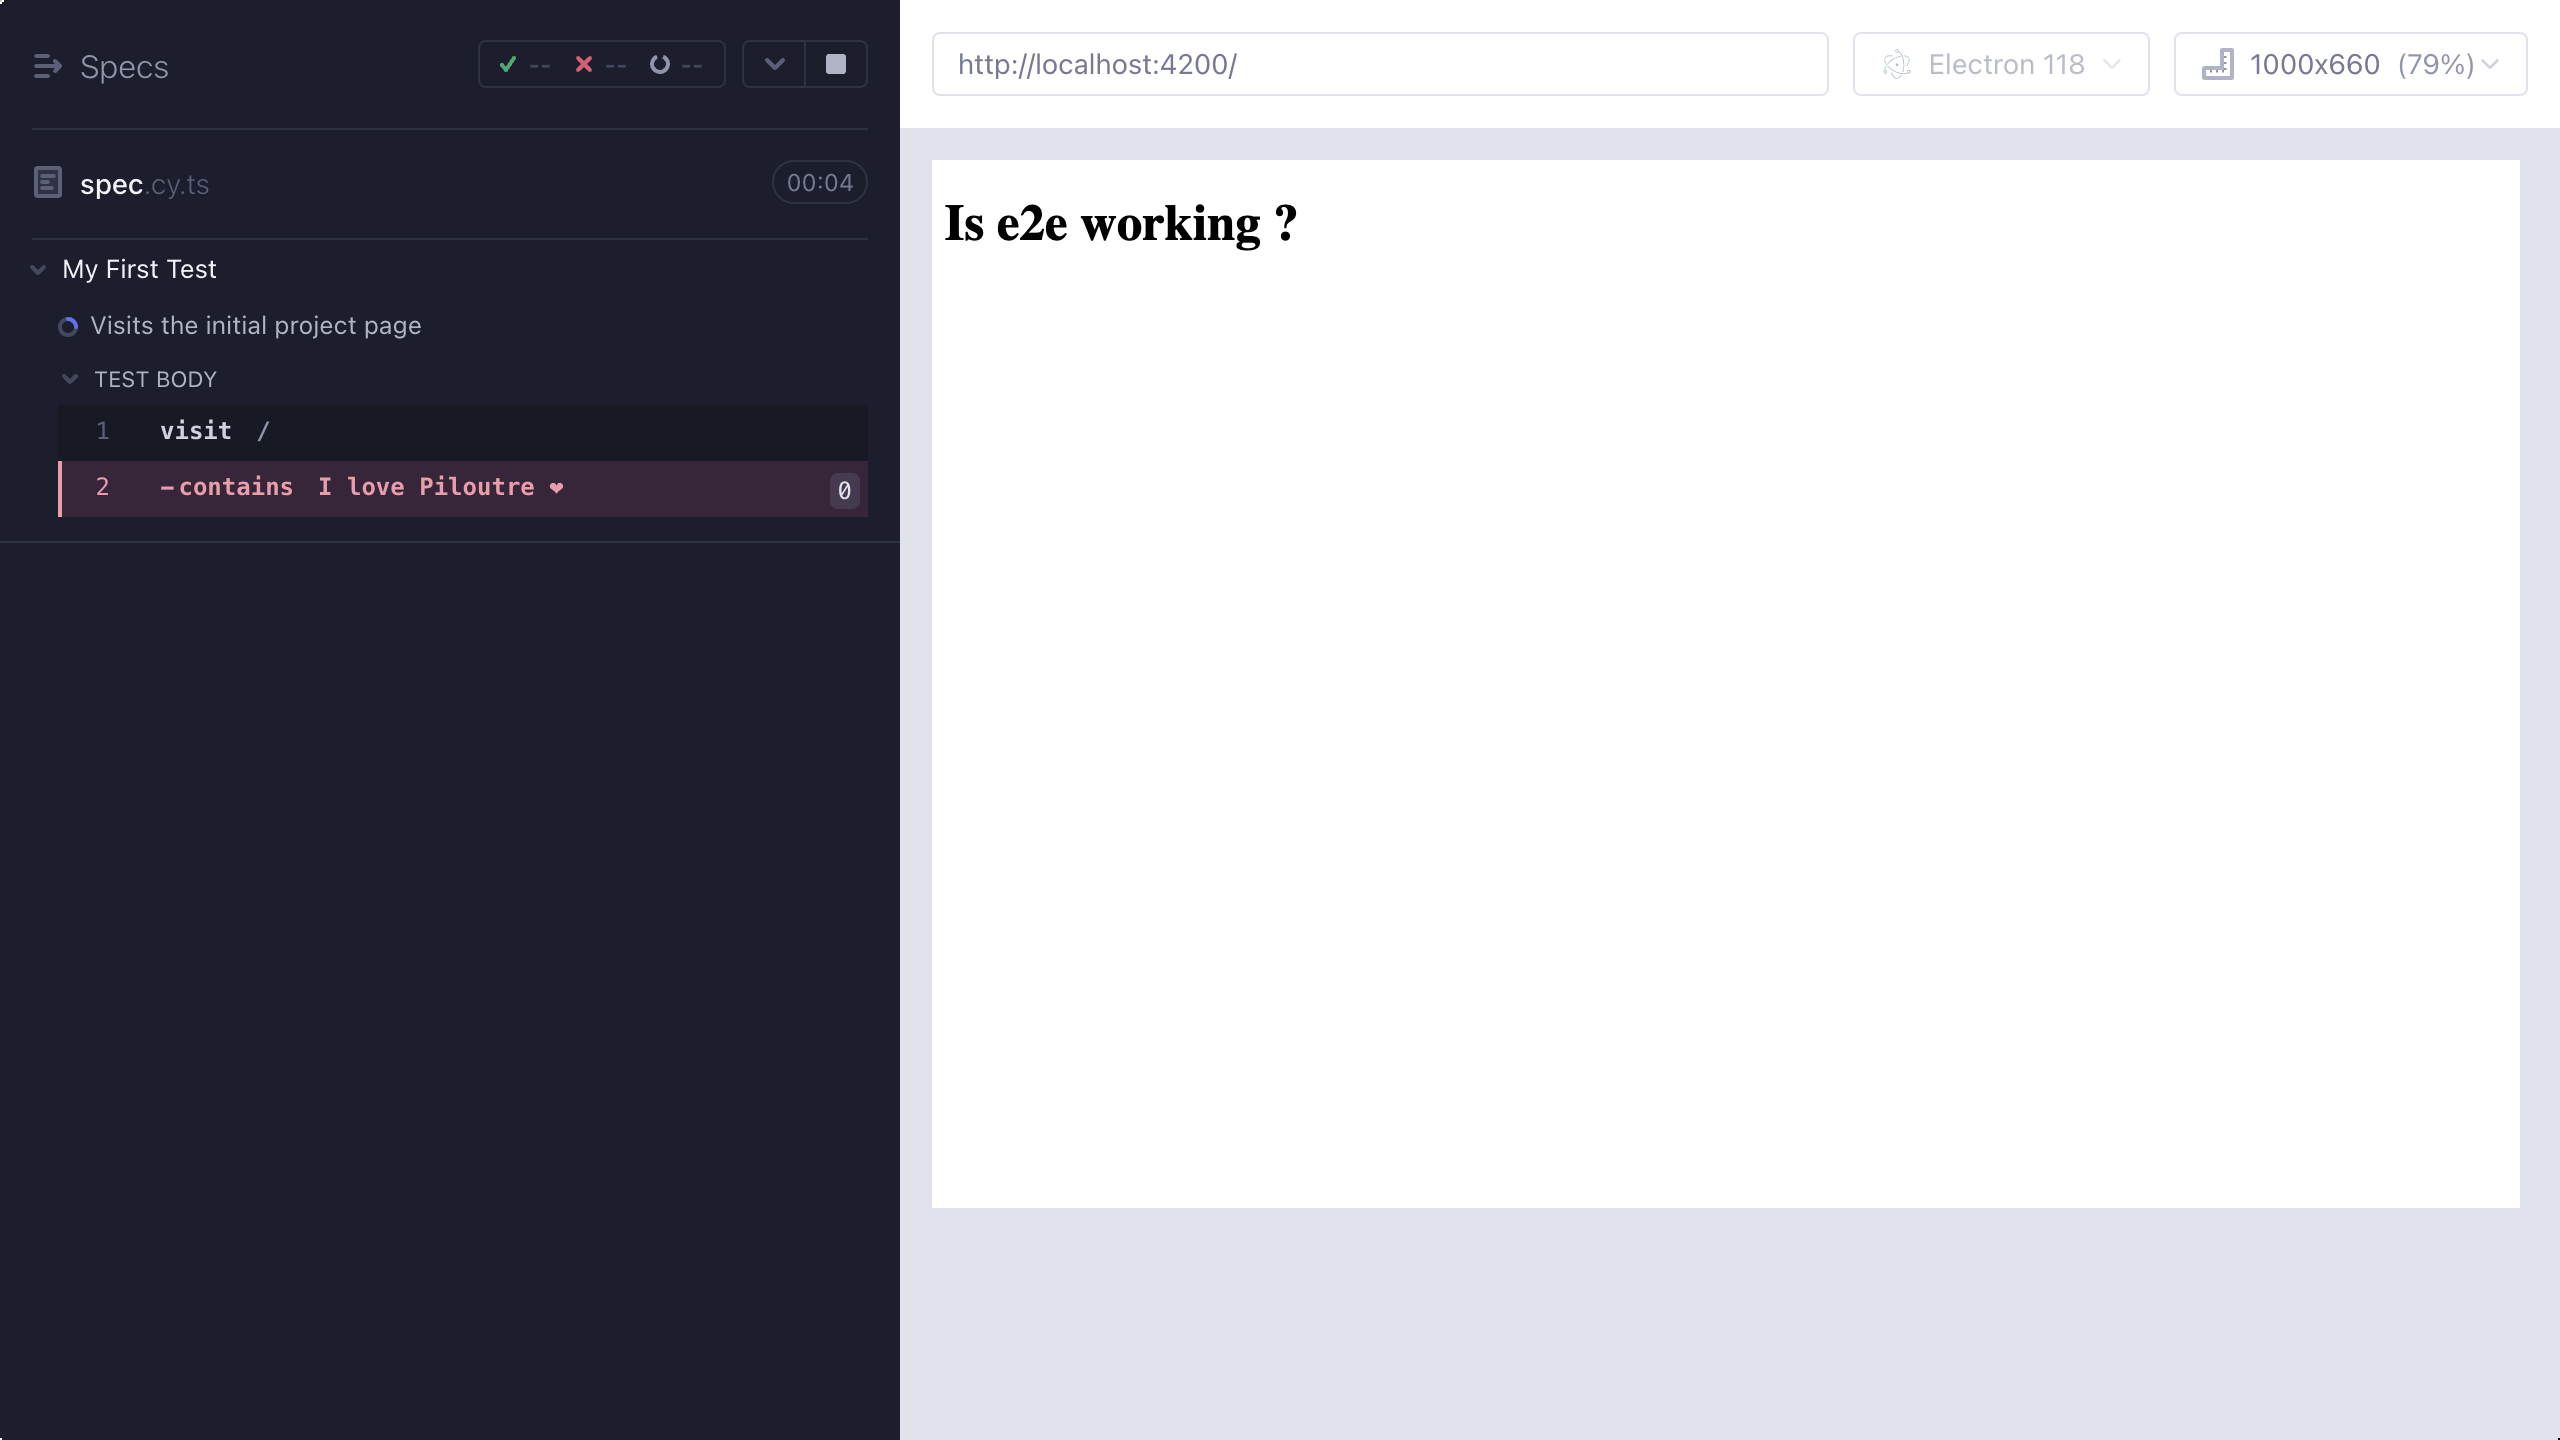 Specs
-- -- --
http://localhost:4200/
Electron 118
1000x660 (79%)
spec.cy.ts
00:04
Is e2e working ?
My First Test
Visits the initial project page
TEST BODY
1 visit /
2 -contains I love Piloutre ❤
0